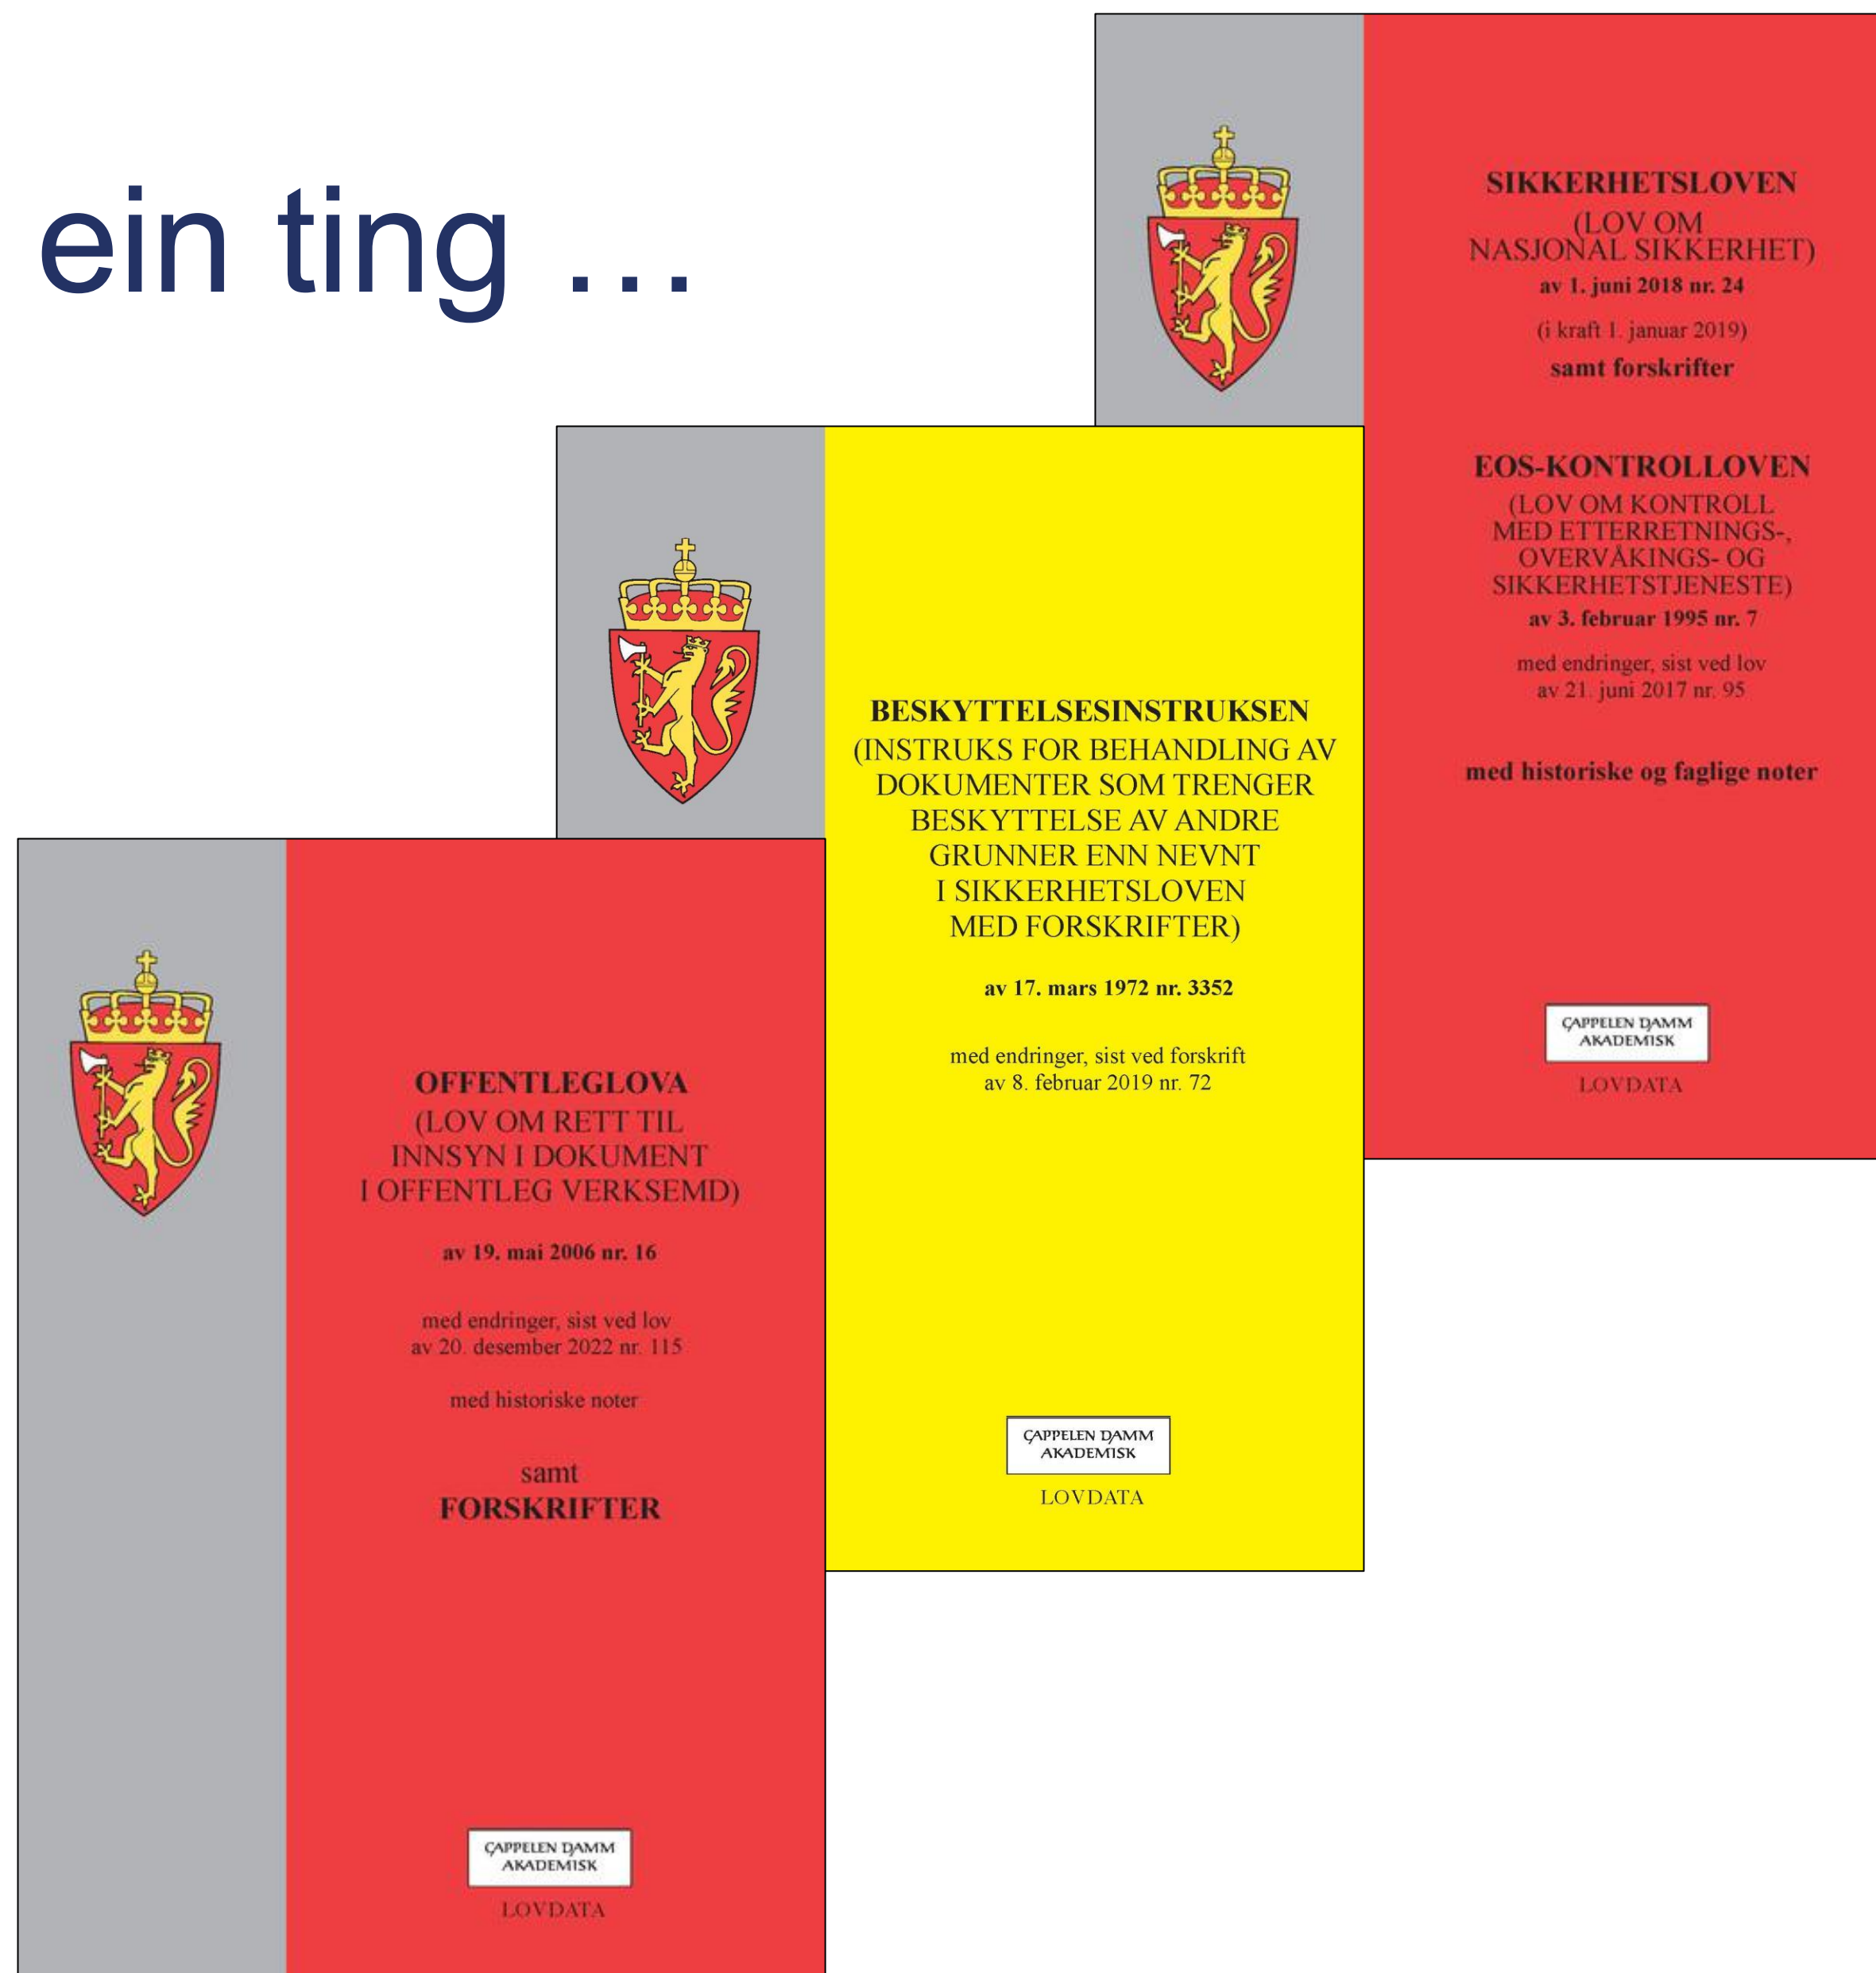 ein ting …
SIKKERHETSLOVEN
(LOV OM
NASJONAL SIKKERHET)
av 1. juni 2018 nr. 24
(i kraft 1. januar 2019)
samt forskrifter
EOS-KONTROLLOVEN
(LOV OM KONTROLL
MED ETTERRETNINGS-,
OVERVÅKINGS- OG
SIKKERHETSTJENESTE)
av 3. februar 1995 nr. 7
med endringer, sist ved lov
av 21. juni 2017 nr. 95
med historiske og faglige noter
CAPPELEN DAMM
AKADEMISK
LOVDATA
BESKYTTELSESINSTRUKSEN
(INSTRUKS FOR BEHANDLING AV
DOKUMENTER SOM TRENGER
BESKYTTELSE AV ANDRE
GRUNNER ENN NEVNT
I SIKKERHETSLOVEN
MED FORSKRIFTER)
av 17. mars 1972 nr. 3352
med endringer, sist ved forskrift
av 8. februar 2019 nr. 72
CAPPELEN DAMM
AKADEMISK
LOVDATA
OFFENTLEGLOVA
(LOV OM RETT TIL
INNSYN I DOKUMENT
I OFFENTLEG VERKSEMD)
av 19. mai 2006 nr. 16
med endringer, sist ved lov
av 20. desember 2022 nr. 115
med historiske noter
samt
FORSKRIFTER
CAPPELEN DAMM
AKADEMISK
LOVDATA